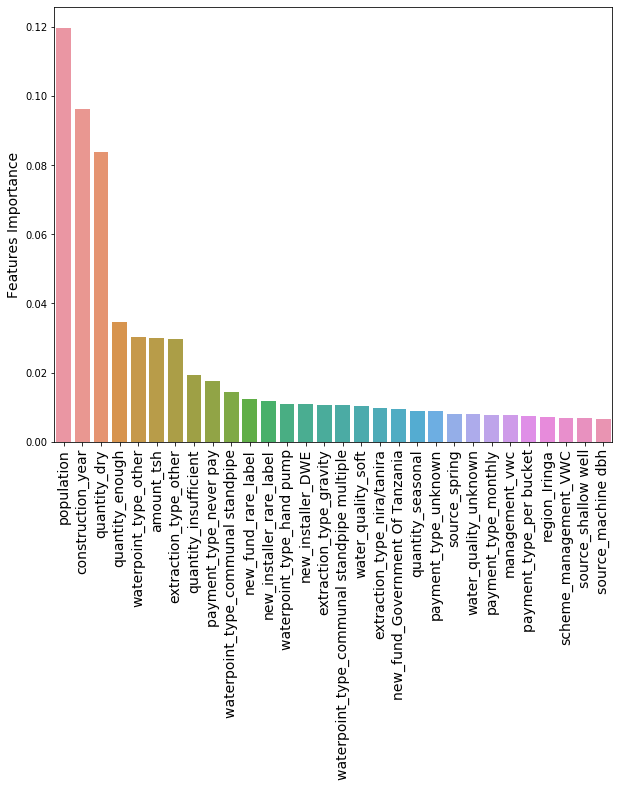 Features Importance
0.12
0.10
0.08
0.06
0.04
0.02
0.00
population
construction_year
quantity_dry
quantity_enough
waterpoint_type_other
amount_tsh
extraction_type_other
quantity_insufficient
payment_type_never pay
waterpoint_type_communal standpipe
new_fund_rare_label
new_installer_rare_label
waterpoint_type_hand pump
new_installer_DWE
extraction_type_gravity
waterpoint_type_communal standpipe multiple
water_quality_soft
extraction_type_nira/tanira
new_fund_Government Of Tanzania
quantity_seasonal
payment_type_unknown
source_spring
water_quality_unknown
payment_type_monthly
management_vwc
payment_type_per bucket
region_Iringa
scheme_management_VWC
source_shallow well
source_machine dbh